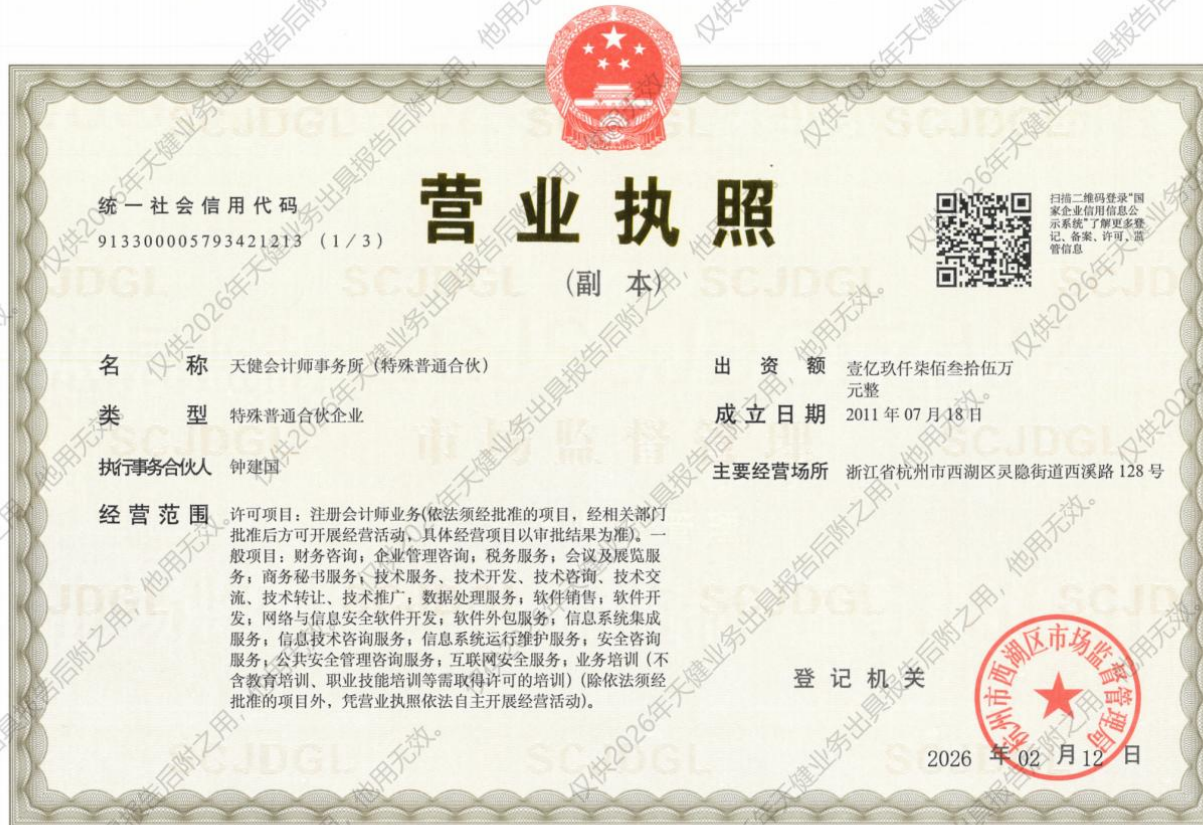 营业执照
(副 本)
统一社会信用代码
913300005793421213 (1/3)
扫描二维码登录"国
家企业信用信息公
示系统"了解更多登
记、备案、许可、监
管信息
名 称 天健会计师事务所（特殊普通合伙）
类 型 特殊普通合伙企业
执行事务合伙人 钟建国
经营范围 许可项目：注册会计师业务(依法须经批准的项目，经相关部门
批准后方可开展经营活动，具体经营项目以审批结果为准)。一
般项目：财务咨询；企业管理咨询；税务服务；会议及展览服
务；商务秘书服务；技术服务、技术开发、技术咨询、技术交
流、技术转让、技术推广；数据处理服务；软件销售；软件开
发；网络与信息安全软件开发；软件外包服务；信息系统集成
服务；信息技术咨询服务；信息系统运行维护服务；安全咨询
服务；公共安全管理咨询服务；互联网安全服务；业务培训（不
含教育培训、职业技能培训等需取得许可的培训）(除依法须经
批准的项目外，凭营业执照依法自主开展经营活动)。
出 资 额 壹亿玖仟柒佰叁拾伍万
元整
成立日期 2011年07月18日
主要经营场所 浙江省杭州市西湖区灵隐街道西溪路128号
登记机关
杭州市西湖区市场监督管理局
2026 年 02 月 12 日
仅供2026年天健业务出具报告后附之用，他用无效。
市场监督管理
SCJDGL